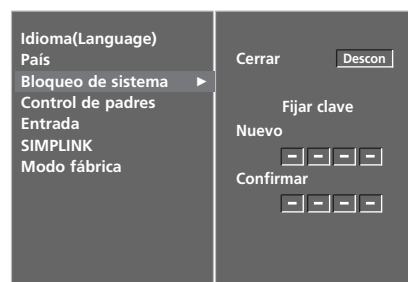 Idioma(Language)
País
Bloqueo de sistema ►
Control de padres
Entrada
SIMPLINK
Modo fábrica
Cerrar Descon
Fijar clave
Nuevo
– – – –
Confirmar
– – – –